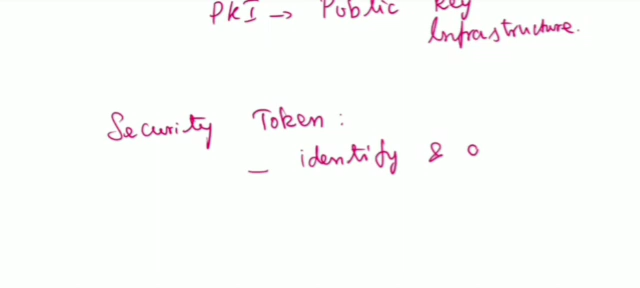 PKI → Public Key
Infrastructure.
Security Token :
— identify & o